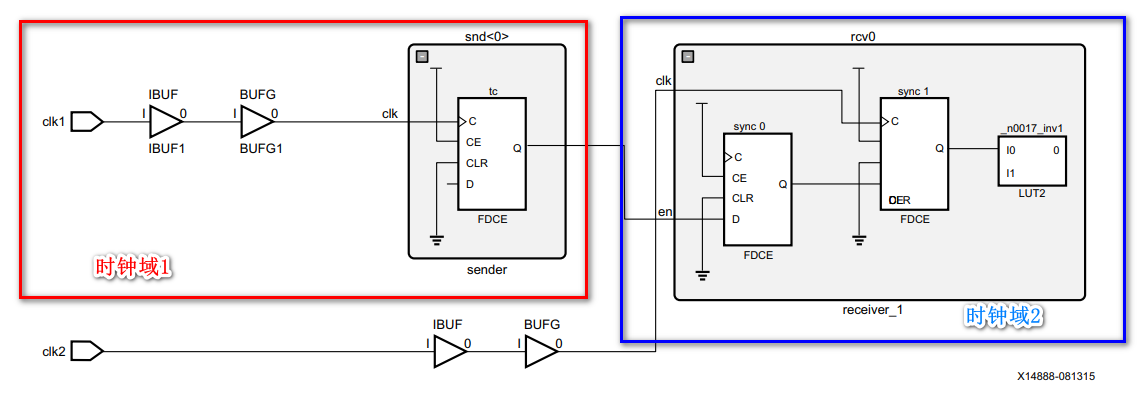 snd<0>
rcv0
clk1
IBUF
I
0
IBUF1
BUFG
I
0
BUFG1
clk
tc
C
CE
CLR
D
Q
FDCE
sender
时钟域1
clk
en
sync 0
C
CE
CLR
D
Q
FDCE
sync 1
C
Q
FDCE
_n0017_inv1
I0
0
I1
LUT2
receiver_1
时钟域2
clk2
IBUF
I
0
BUFG
I
0
X14888-081315